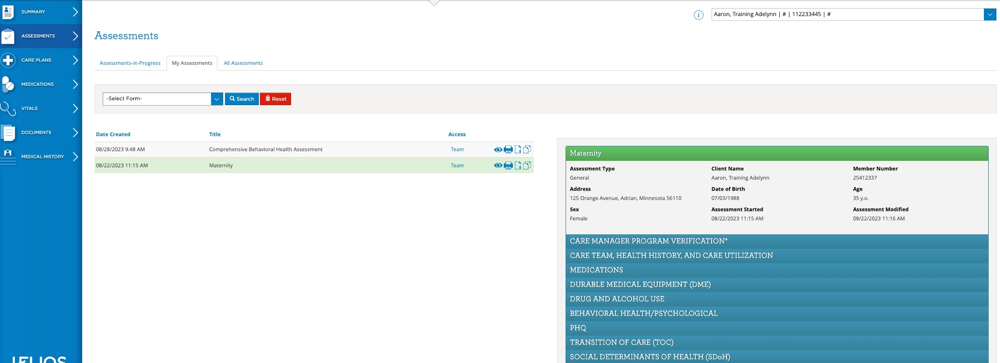 SUMMARY
ASSESSMENTS
CARE PLANS
MEDICATIONS
VITALS
DOCUMENTS
MEDICAL HISTORY
i
Aaron, Training Adelynn | # | 112233445 | #
Assessments
Assessments-in-Progress My Assessments All Assessments
-Select Form- Search Reset
Date Created Title Access
08/28/2023 9:48 AM Comprehensive Behavioral Health Assessment Team
08/22/2023 11:15 AM Maternity Team
Maternity
Assessment Type Client Name Member Number
General Aaron, Training Adelynn 25412337
Address Date of Birth Age
125 Orange Avenue, Adrian, Minnesota 56110 07/03/1988 35 y.o.
Sex Assessment Started Assessment Modified
Female 08/22/2023 11:15 AM 08/22/2023 11:16 AM
CARE MANAGER PROGRAM VERIFICATION*
CARE TEAM, HEALTH HISTORY, AND CARE UTILIZATION
MEDICATIONS
DURABLE MEDICAL EQUIPMENT (DME)
DRUG AND ALCOHOL USE
BEHAVIORAL HEALTH/PSYCHOLOGICAL
PHQ
TRANSITION OF CARE (TOC)
SOCIAL DETERMINANTS OF HEALTH (SDoH)